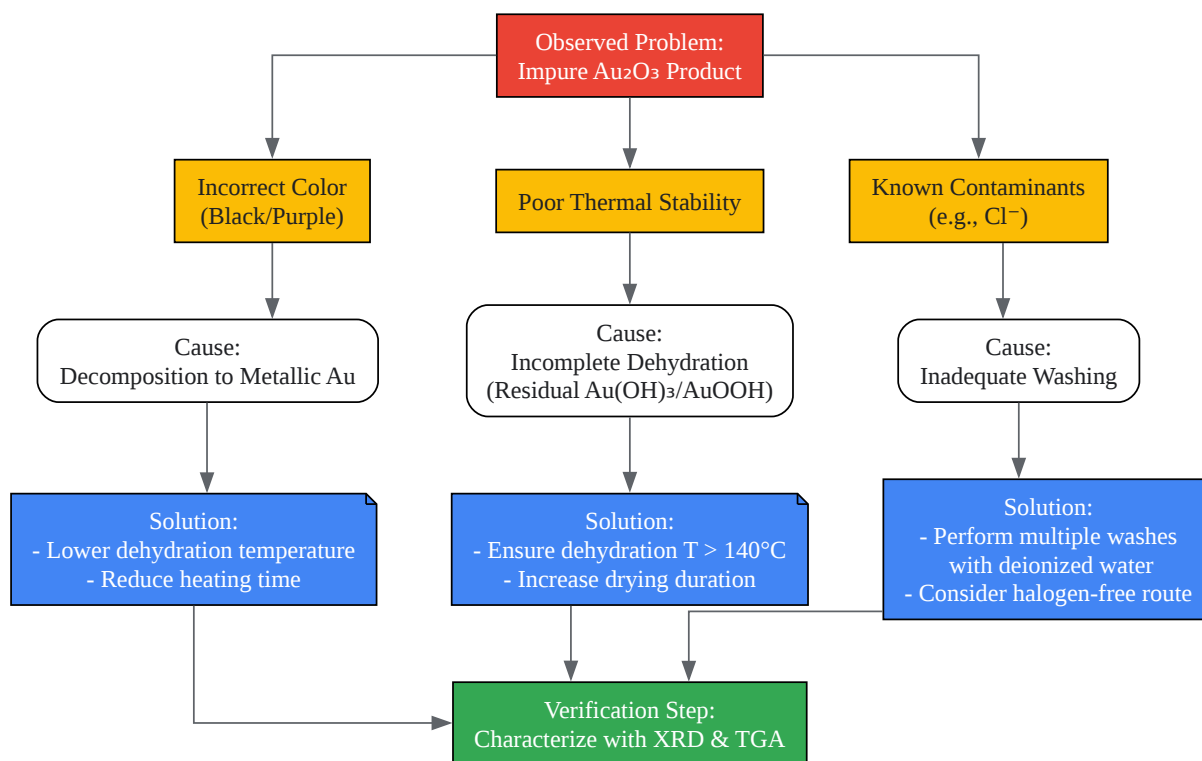 Observed Problem:
Impure Au₂O₃ Product
Incorrect Color
(Black/Purple)
Poor Thermal Stability
Known Contaminants
(e.g., Cl⁻)
Cause:
Decomposition to Metallic Au
Cause:
Incomplete Dehydration
(Residual Au(OH)₃/AuOOH)
Cause:
Inadequate Washing
Solution:
- Lower dehydration temperature
- Reduce heating time
Solution:
- Ensure dehydration T > 140°C
- Increase drying duration
Solution:
- Perform multiple washes
with deionized water
- Consider halogen-free route
Verification Step:
Characterize with XRD & TGA